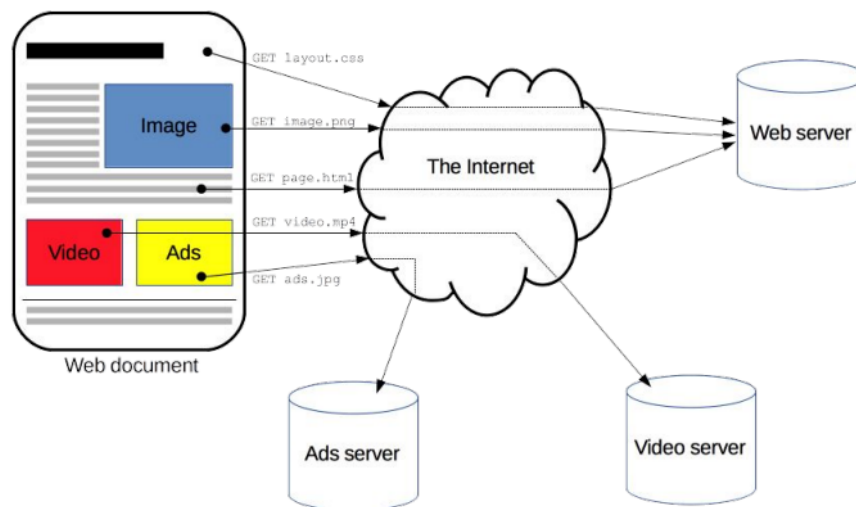 GET layout.css
Image
GET image.png
The Internet
Web server
GET page.html
GET video.mp4
Video
Ads
GET ads.jpg
Web document
Ads server
Video server